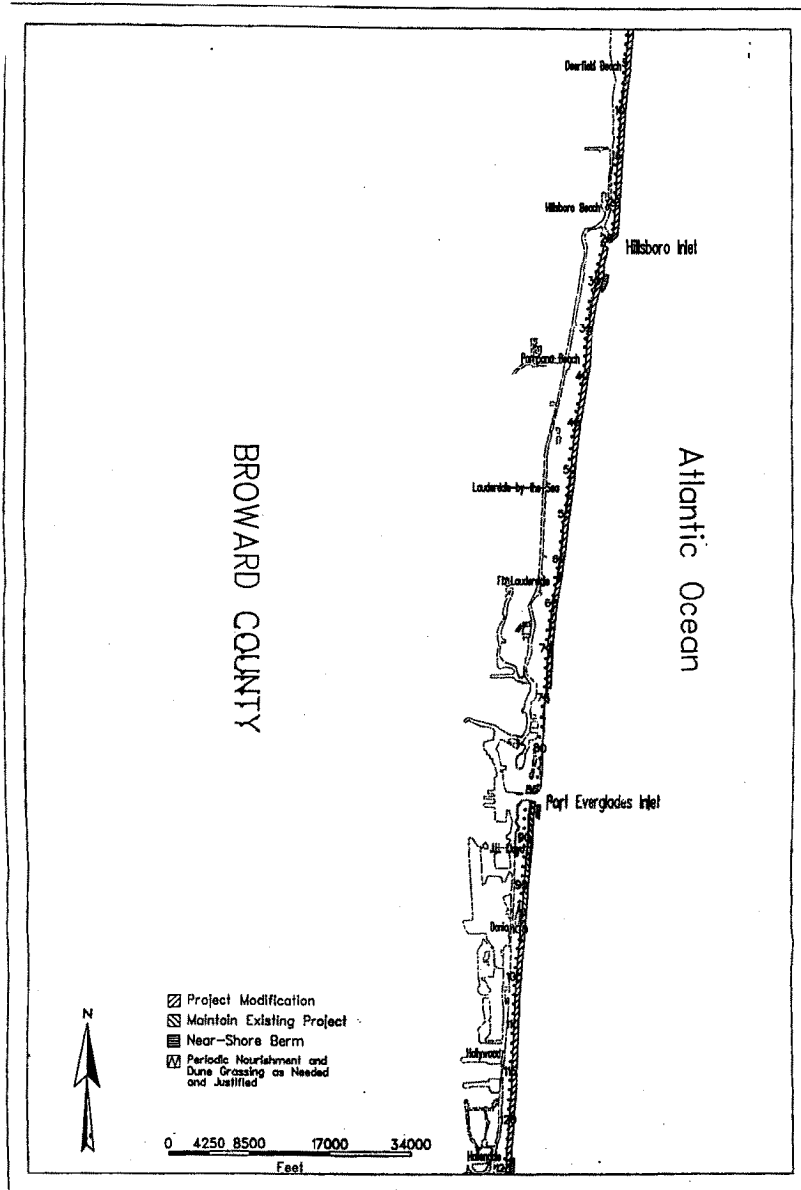 Deerfield Beach
Hillsboro Beach
Hillsboro Inlet
Pompano Beach
BROWARD COUNTY
Atlantic Ocean
Lauderdale-by-the-Sea
Ft. Lauderdale
80
Port Everglades Inlet
Dania
Hollywood
N
Project Modification
Maintain Existing Project
Near-Shore Berm
Periodic Nourishment and
Dune Grassing as Needed
and Justified
0 4250 8500 17000 34000
Feet